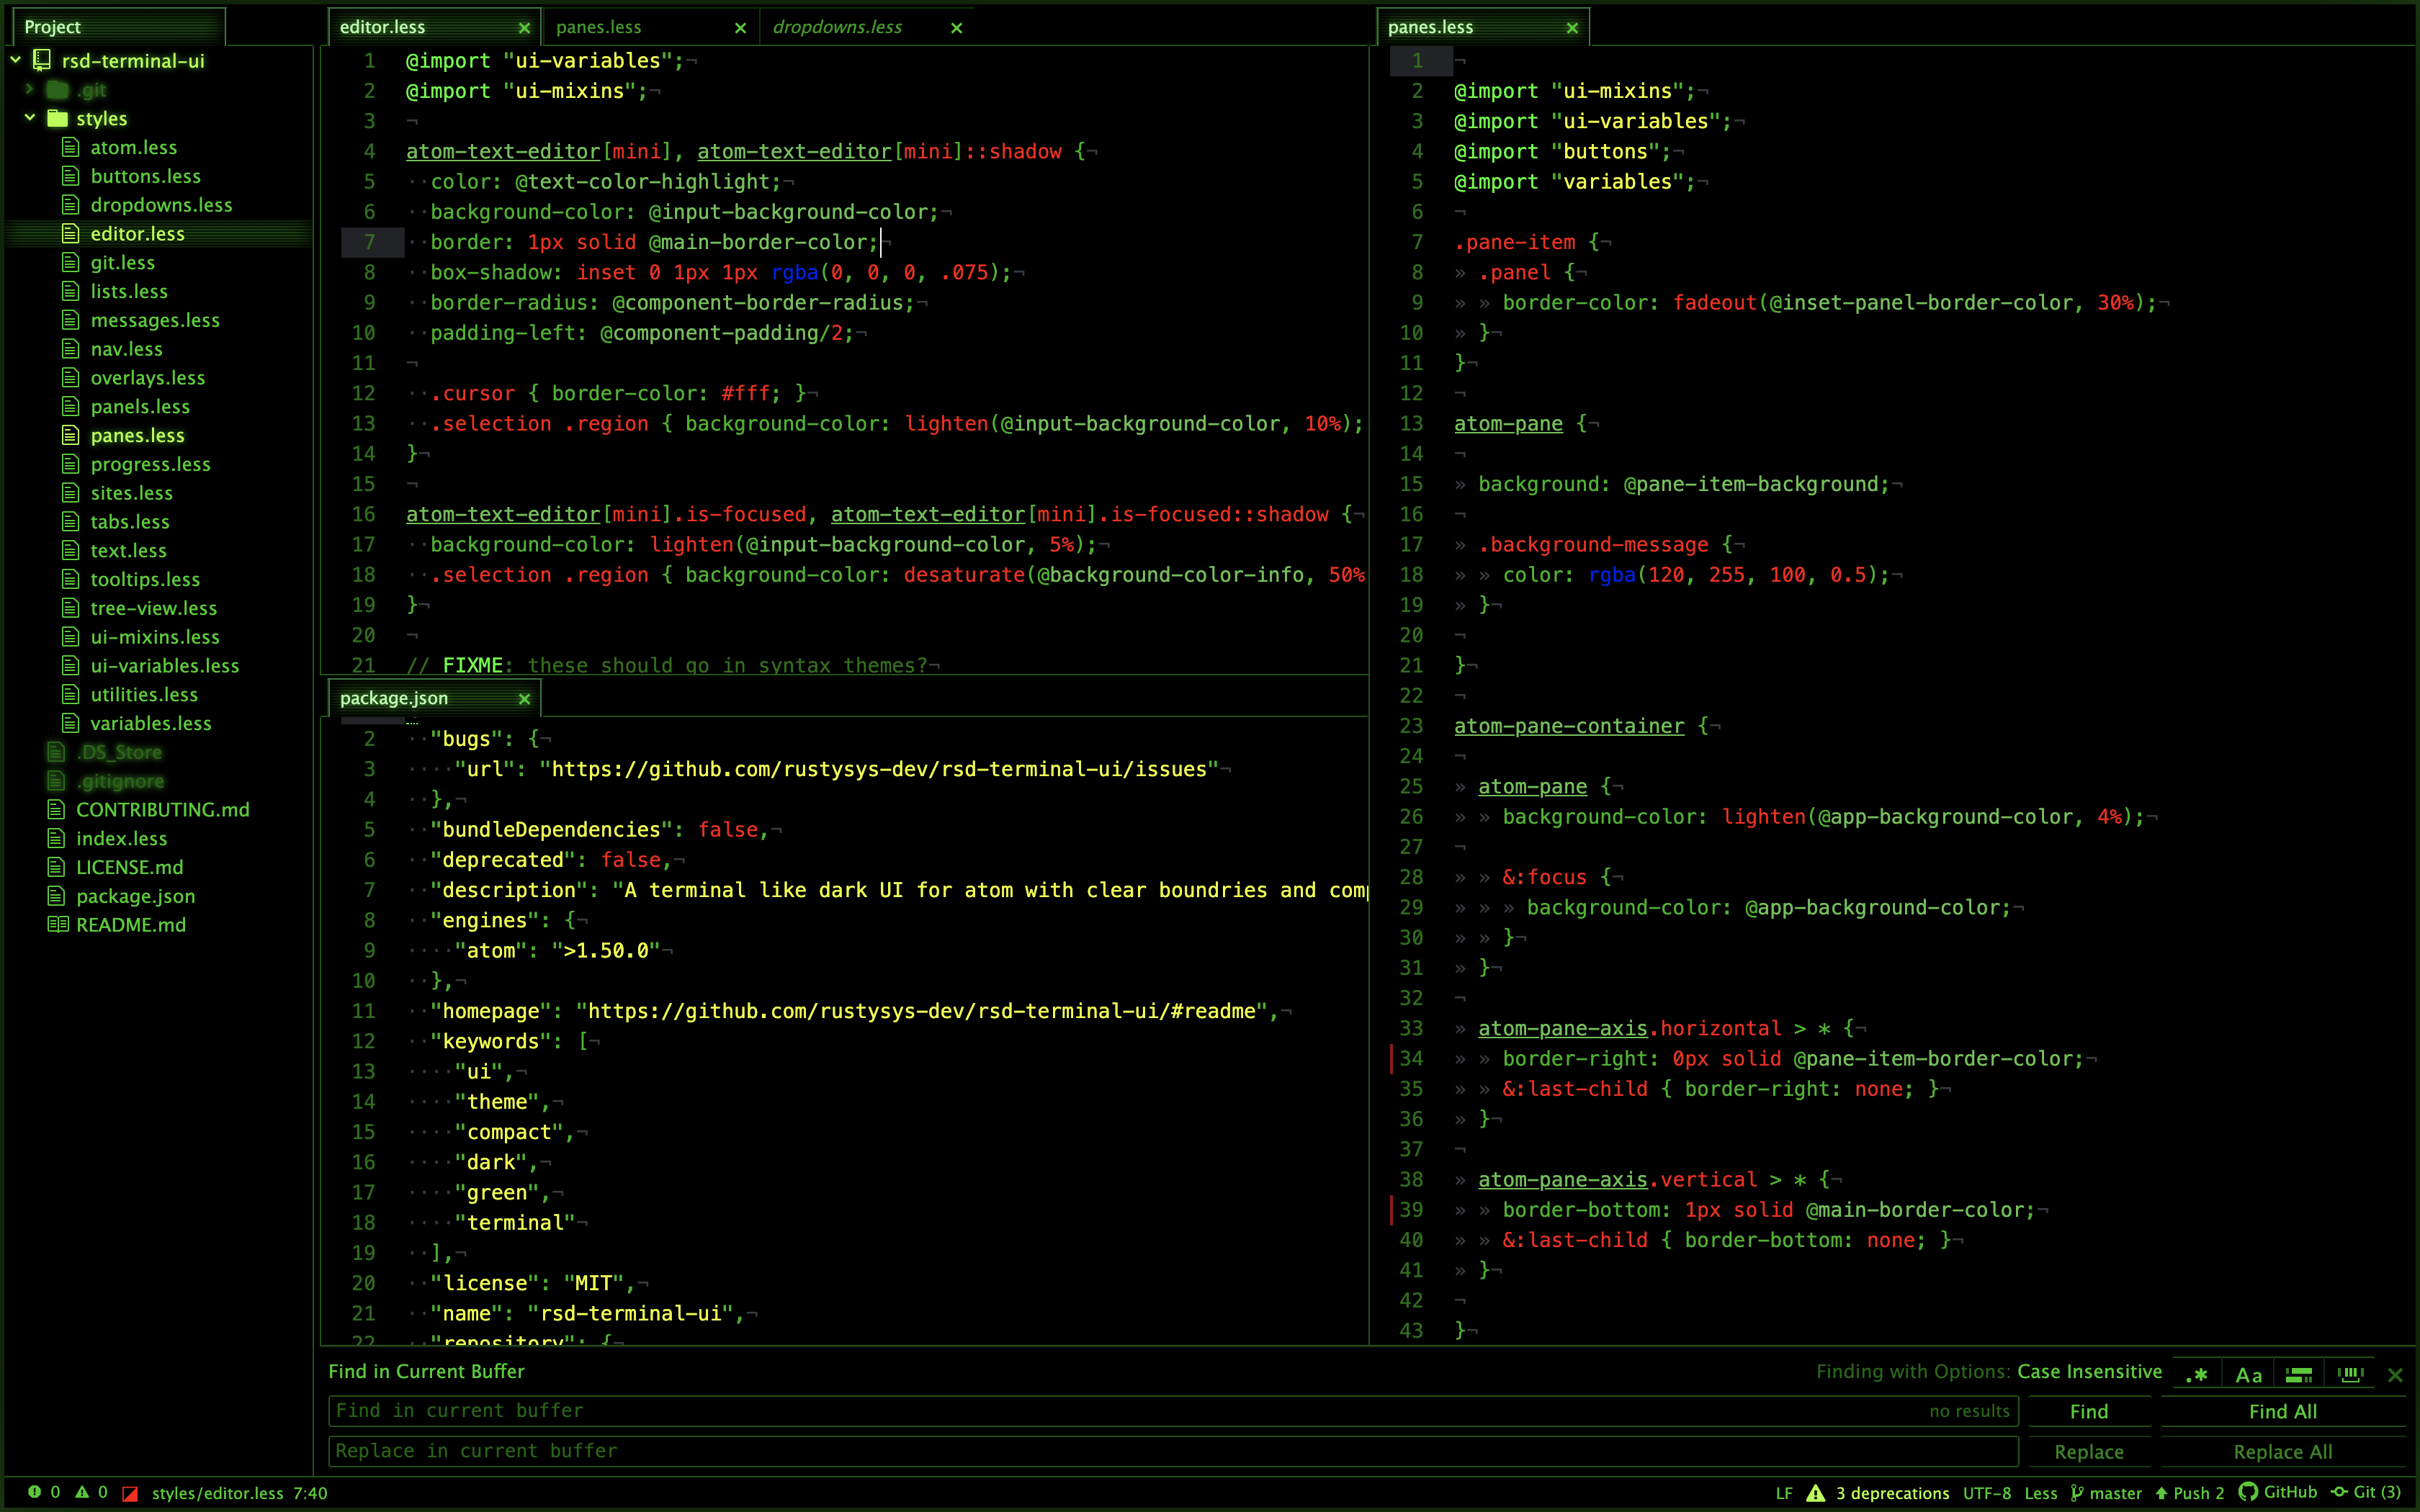 Project
rsd-terminal-ui
.git
styles
atom.less
buttons.less
dropdowns.less
editor.less
git.less
lists.less
messages.less
nav.less
overlays.less
panels.less
panes.less
progress.less
sites.less
tabs.less
text.less
tooltips.less
tree-view.less
ui-mixins.less
ui-variables.less
utilities.less
variables.less
.DS_Store
.gitignore
CONTRIBUTING.md
index.less
LICENSE.md
package.json
README.md
editor.less × panes.less × dropdowns.less ×
1 @import "ui-variables";¬
2 @import "ui-mixins";¬
3 ¬
4 atom-text-editor[mini], atom-text-editor[mini]::shadow {¬
5 ··color: @text-color-highlight;¬
6 ··background-color: @input-background-color;¬
7 ··border: 1px solid @main-border-color;¬
8 ··box-shadow: inset 0 1px 1px rgba(0, 0, 0, .075);¬
9 ··border-radius: @component-border-radius;¬
10 ··padding-left: @component-padding/2;¬
11 ¬
12 ··.cursor { border-color: #fff; }¬
13 ··.selection .region { background-color: lighten(@input-background-color, 10%);
14 }¬
15 ¬
16 atom-text-editor[mini].is-focused, atom-text-editor[mini].is-focused::shadow {¬
17 ··background-color: lighten(@input-background-color, 5%);¬
18 ··.selection .region { background-color: desaturate(@background-color-info, 50%
19 }¬
20 ¬
21 // FIXME: these should go in syntax themes?¬
package.json ×
2 ··"bugs": {¬
3 ····"url": "https://github.com/rustysys-dev/rsd-terminal-ui/issues"¬
4 ··},¬
5 ··"bundleDependencies": false,¬
6 ··"deprecated": false,¬
7 ··"description": "A terminal like dark UI for atom with clear boundries and comp
8 ··"engines": {¬
9 ····"atom": ">1.50.0"¬
10 ··},¬
11 ··"homepage": "https://github.com/rustysys-dev/rsd-terminal-ui/#readme",¬
12 ··"keywords": [¬
13 ····"ui",¬
14 ····"theme",¬
15 ····"compact",¬
16 ····"dark",¬
17 ····"green",¬
18 ····"terminal"¬
19 ··],¬
20 ··"license": "MIT",¬
21 ··"name": "rsd-terminal-ui",¬
22 ··"repository": {¬
panes.less ×
1 ¬
2 @import "ui-mixins";¬
3 @import "ui-variables";¬
4 @import "buttons";¬
5 @import "variables";¬
6 ¬
7 .pane-item {¬
8 » .panel {¬
9 » » border-color: fadeout(@inset-panel-border-color, 30%);¬
10 » }¬
11 }¬
12 ¬
13 atom-pane {¬
14 ¬
15 » background: @pane-item-background;¬
16 ¬
17 » .background-message {¬
18 » » color: rgba(120, 255, 100, 0.5);¬
19 » }¬
20 ¬
21 }¬
22 ¬
23 atom-pane-container {¬
24 ¬
25 » atom-pane {¬
26 » » background-color: lighten(@app-background-color, 4%);¬
27 ¬
28 » » &:focus {¬
29 » » » background-color: @app-background-color;¬
30 » » }¬
31 » }¬
32 ¬
33 » atom-pane-axis.horizontal > * {¬
34 » » border-right: 0px solid @pane-item-border-color;¬
35 » » &:last-child { border-right: none; }¬
36 » }¬
37 ¬
38 » atom-pane-axis.vertical > * {¬
39 » » border-bottom: 1px solid @main-border-color;¬
40 » » &:last-child { border-bottom: none; }¬
41 » }¬
42 ¬
43 }¬
Find in Current Buffer Finding with Options: Case Insensitive .* Aa ×
Find in current buffer no results Find Find All
Replace in current buffer Replace Replace All
0 0 styles/editor.less 7:40 LF 3 deprecations UTF-8 Less master Push 2 GitHub Git (3)